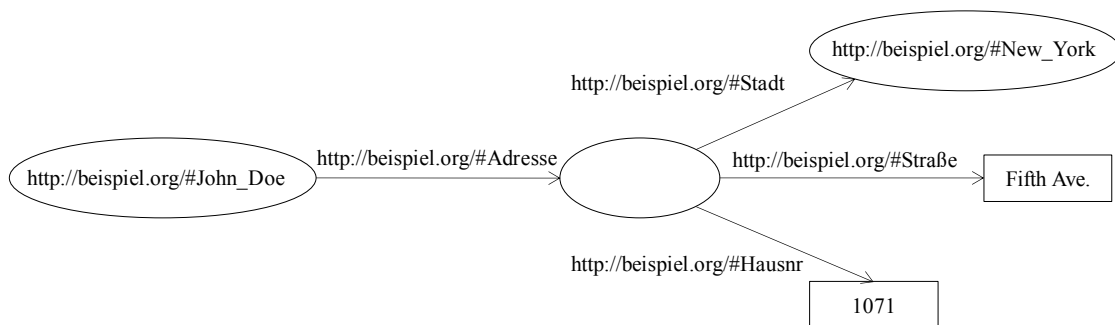 http://beispiel.org/#New_York
http://beispiel.org/#Stadt
http://beispiel.org/#Adresse
http://beispiel.org/#Straße
http://beispiel.org/#John_Doe
Fifth Ave.
http://beispiel.org/#Hausnr
1071